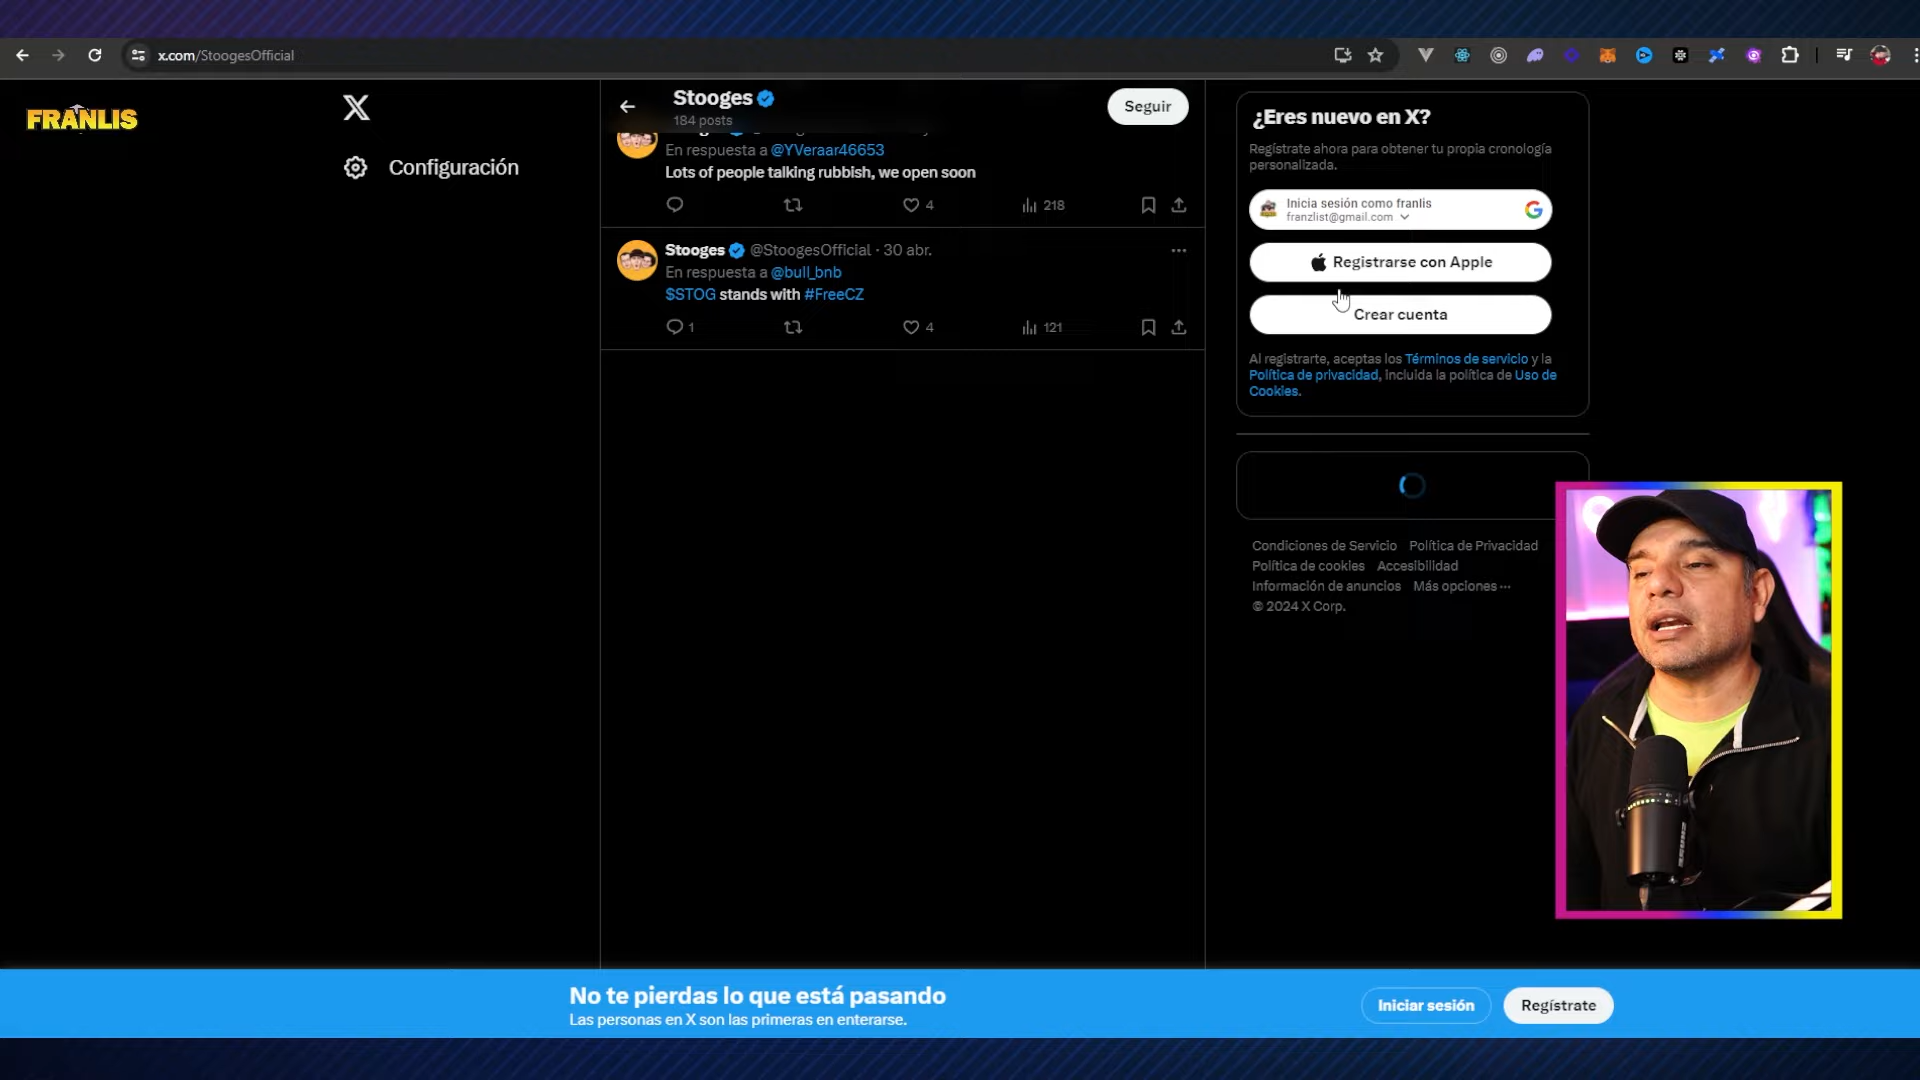 x.com/StoogesOfficial
FRANLIS
Configuración
Stooges
184 posts
Seguir
En respuesta a @YVeraar46653
Lots of people talking rubbish, we open soon
4
218
Stooges @StoogesOfficial · 30 abr.
En respuesta a @bull_bnb
$STOG stands with #FreeCZ
1
4
121
¿Eres nuevo en X?
Regístrate ahora para obtener tu propia cronología
personalizada.
Inicia sesión como franlis
franzlist@gmail.com
Registrarse con Apple
Crear cuenta
Al registrarte, aceptas los Términos de servicio y la
Política de privacidad, incluida la política de Uso de
Cookies.
Condiciones de Servicio Política de Privacidad
Política de cookies Accesibilidad
Información de anuncios Más opciones ···
© 2024 X Corp.
No te pierdas lo que está pasando
Las personas en X son las primeras en enterarse.
Iniciar sesión
Regístrate